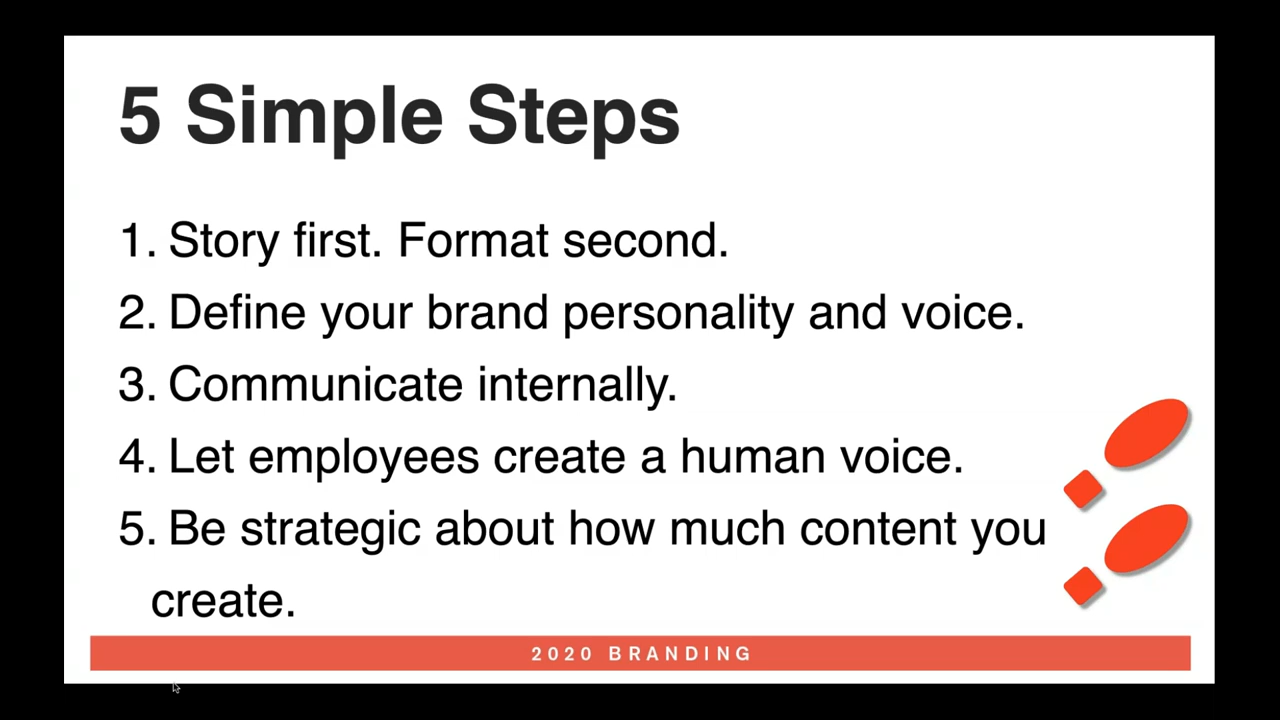 5 Simple Steps
1. Story first. Format second.
2. Define your brand personality and voice.
3. Communicate internally.
4. Let employees create a human voice.
5. Be strategic about how much content you
create.
2020 BRANDING